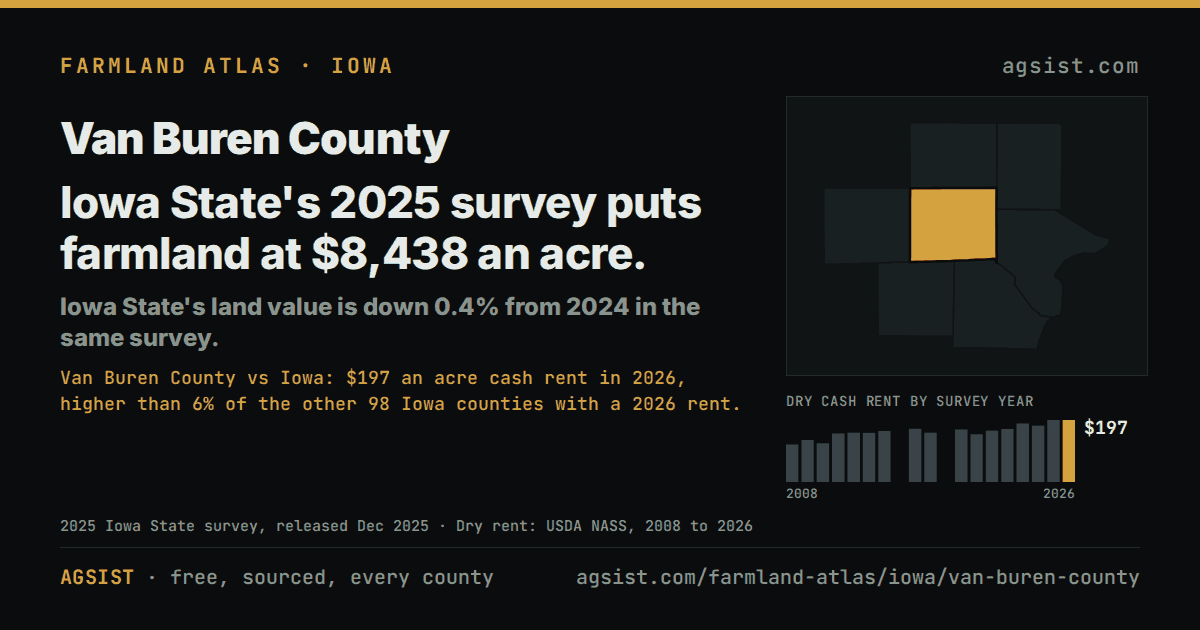 FARMLAND ATLAS · IOWA
agsist.com
Van Buren County
Iowa State's 2025 survey puts
farmland at $8,438 an acre.
Iowa State's land value is down 0.4% from 2024 in the
same survey.
Van Buren County vs Iowa: $197 an acre cash rent in 2026,
higher than 6% of the other 98 Iowa counties with a 2026 rent.
DRY CASH RENT BY SURVEY YEAR
$197
2008
2026
2025 Iowa State survey, released Dec 2025 · Dry rent: USDA NASS, 2008 to 2026
AGSIST · free, sourced, every county
agsist.com/farmland-atlas/iowa/van-buren-county